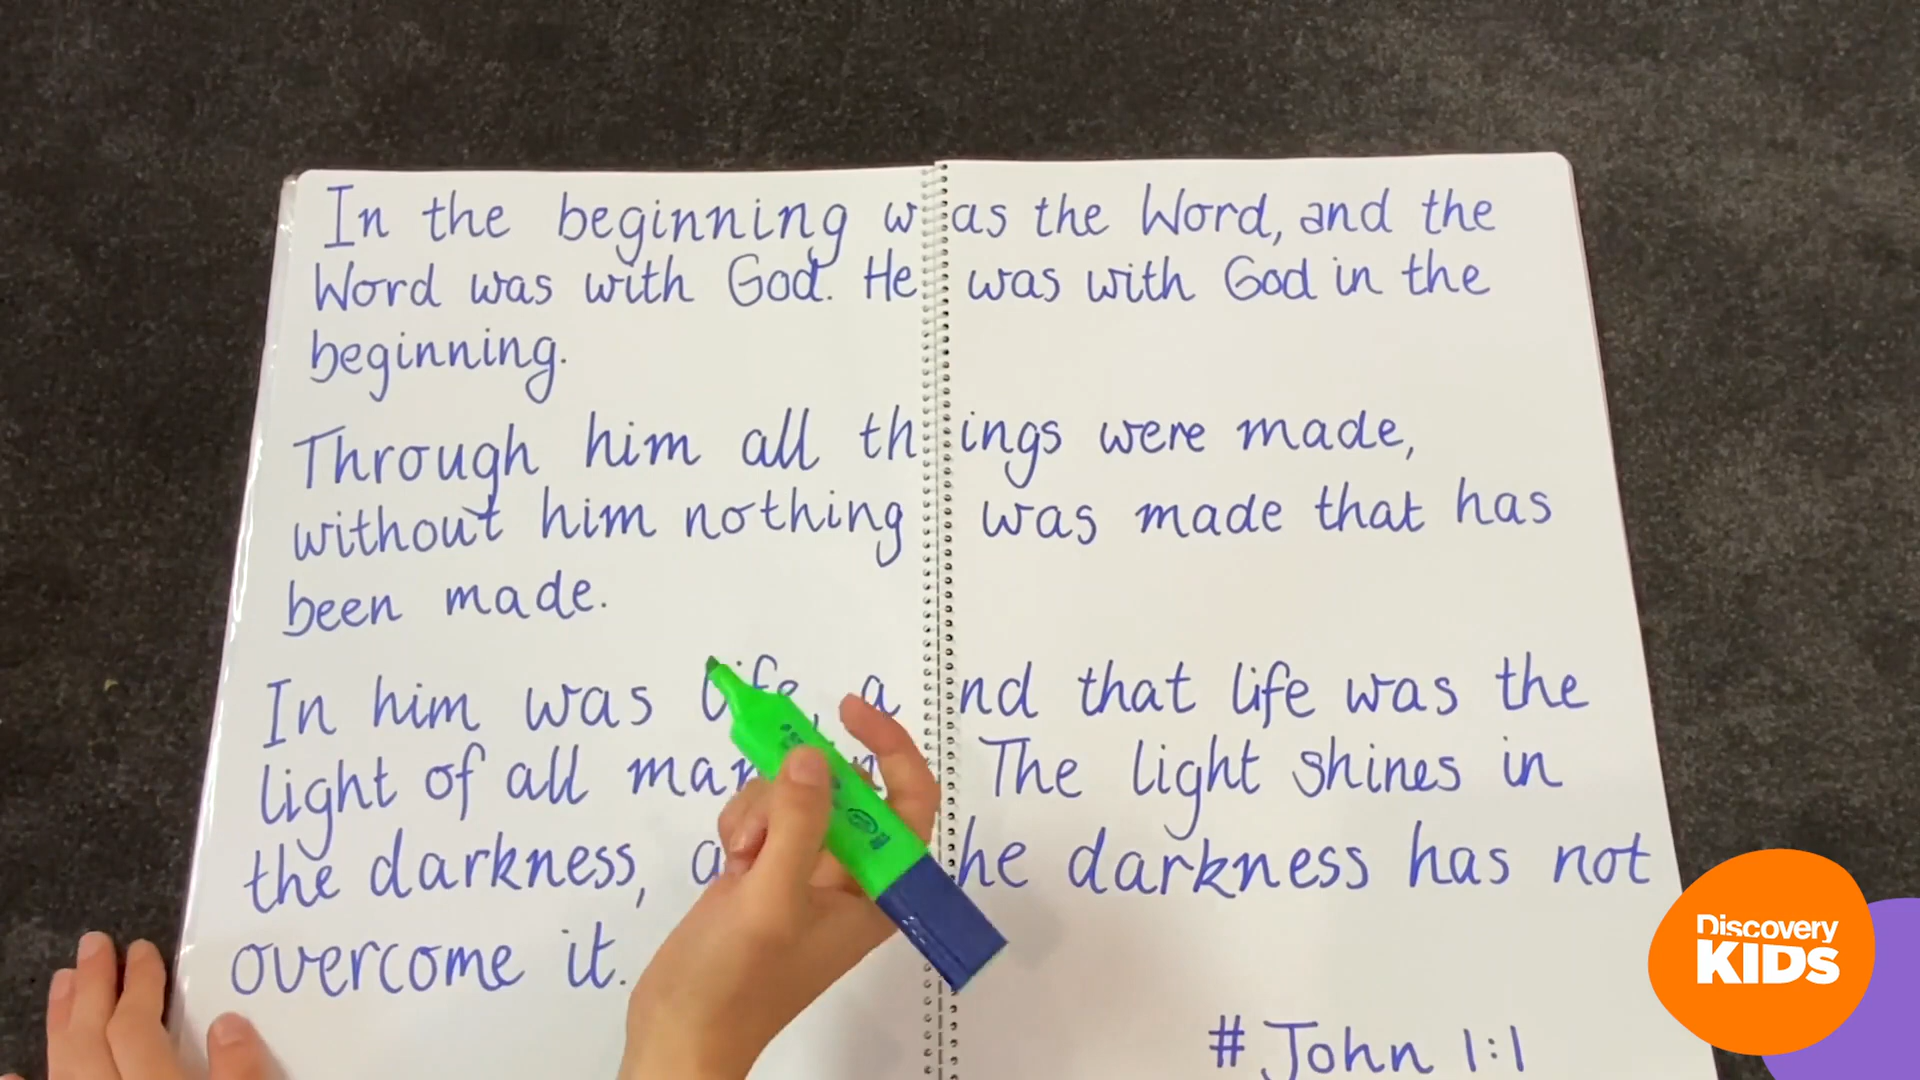 In the beginning was the Word, and the
Word was with God. He was with God in the
beginning.
Through him all things were made,
without him nothing was made that has
been made.
In him was life, and that life was the
light of all The light shines in
the darkness, darkness has not
overcome it.
# John 1:1
Discovery
KIDS